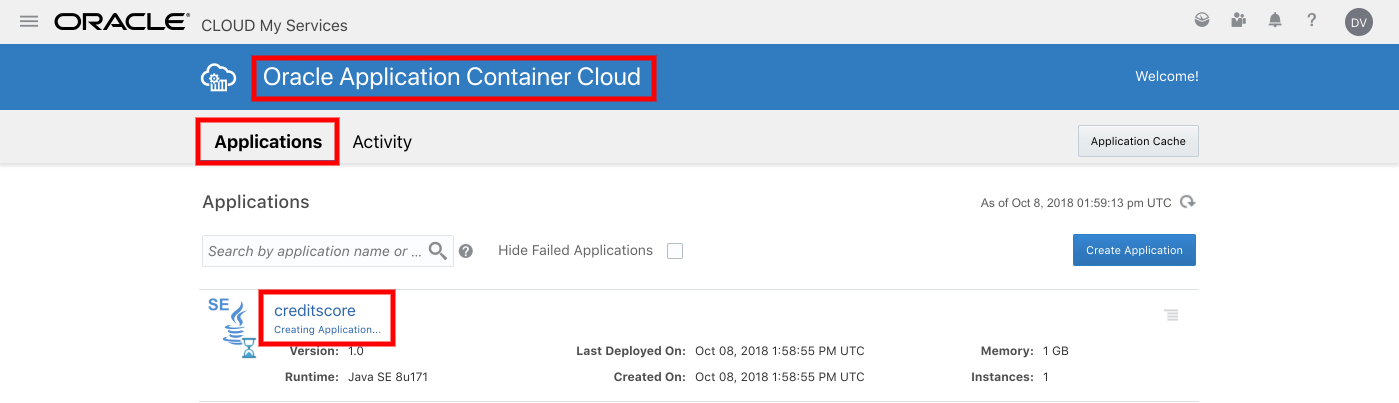 ORACLE® CLOUD My Services ? DV
Oracle Application Container Cloud Welcome!
Applications Activity Application Cache
Applications As of Oct 8, 2018 01:59:13 pm UTC
Search by application name or ... ? Hide Failed Applications Create Application
SE creditscore
Creating Application...
Version: 1.0 Last Deployed On: Oct 08, 2018 1:58:55 PM UTC Memory: 1 GB
Runtime: Java SE 8u171 Created On: Oct 08, 2018 1:58:55 PM UTC Instances: 1